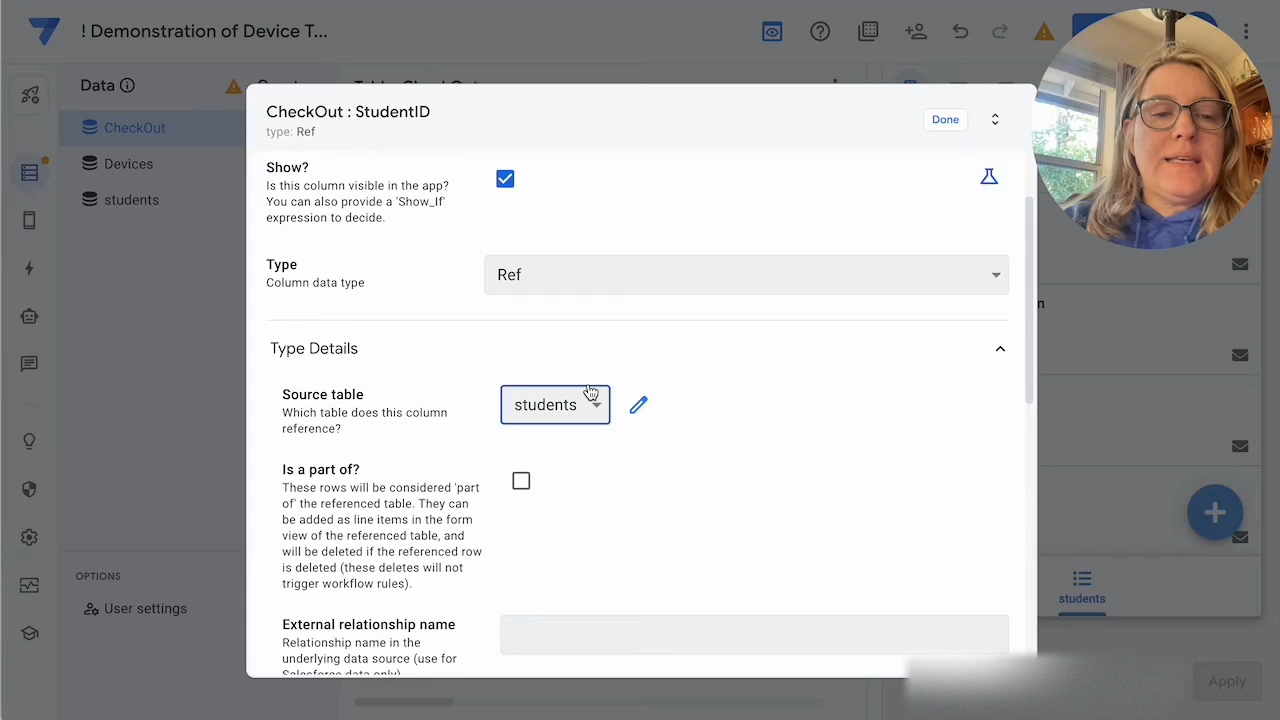 ! Demonstration of Device T...
Data
CheckOut
Devices
students
OPTIONS
User settings
CheckOut : StudentID
type: Ref
Done
Show?
Is this column visible in the app?
You can also provide a 'Show_If'
expression to decide.
Type
Column data type
Ref
Type Details
Source table
Which table does this column
reference?
students
Is a part of?
These rows will be considered 'part
of' the referenced table. They can
be added as line items in the form
view of the referenced table, and
will be deleted if the referenced row
is deleted (these deletes will not
trigger workflow rules).
External relationship name
Relationship name in the
underlying data source (use for
Salesforce data only)
students
Apply